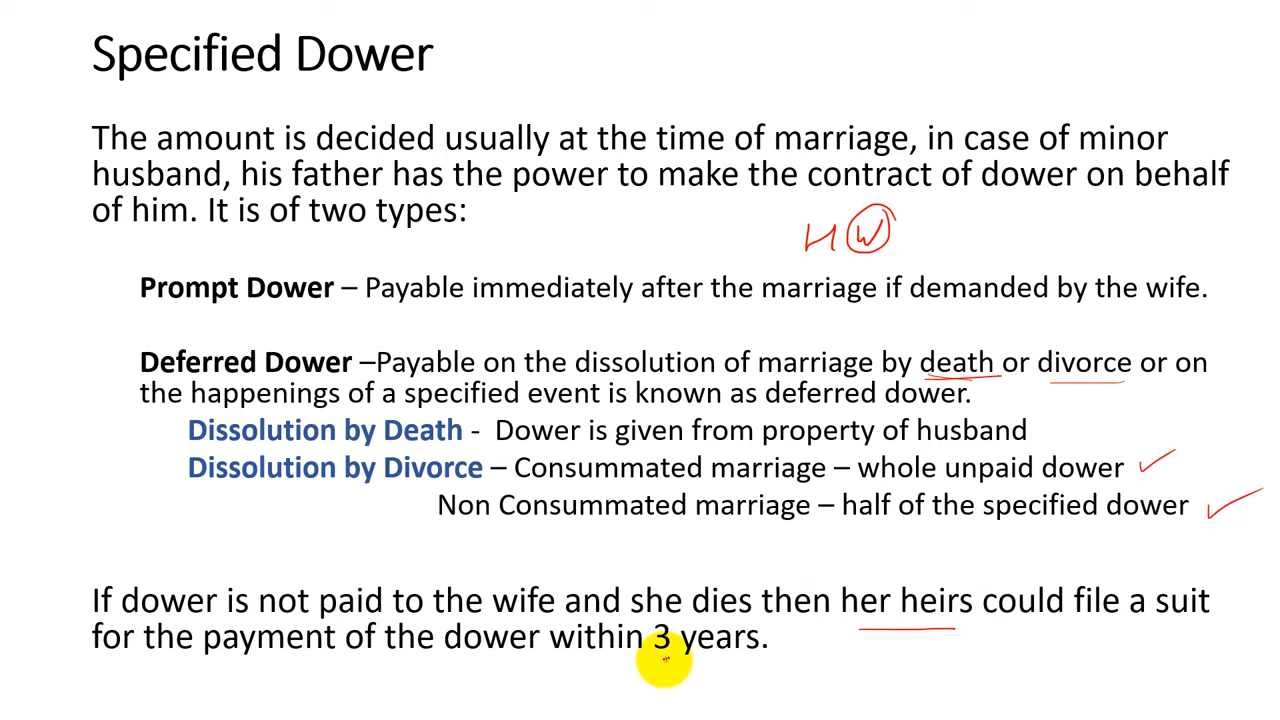 Specified Dower
The amount is decided usually at the time of marriage, in case of minor
husband, his father has the power to make the contract of dower on behalf
of him. It is of two types:
H W
Prompt Dower – Payable immediately after the marriage if demanded by the wife.
Deferred Dower –Payable on the dissolution of marriage by death or divorce or on
the happenings of a specified event is known as deferred dower.
Dissolution by Death - Dower is given from property of husband
Dissolution by Divorce – Consummated marriage – whole unpaid dower
Non Consummated marriage – half of the specified dower
If dower is not paid to the wife and she dies then her heirs could file a suit
for the payment of the dower within 3 years.